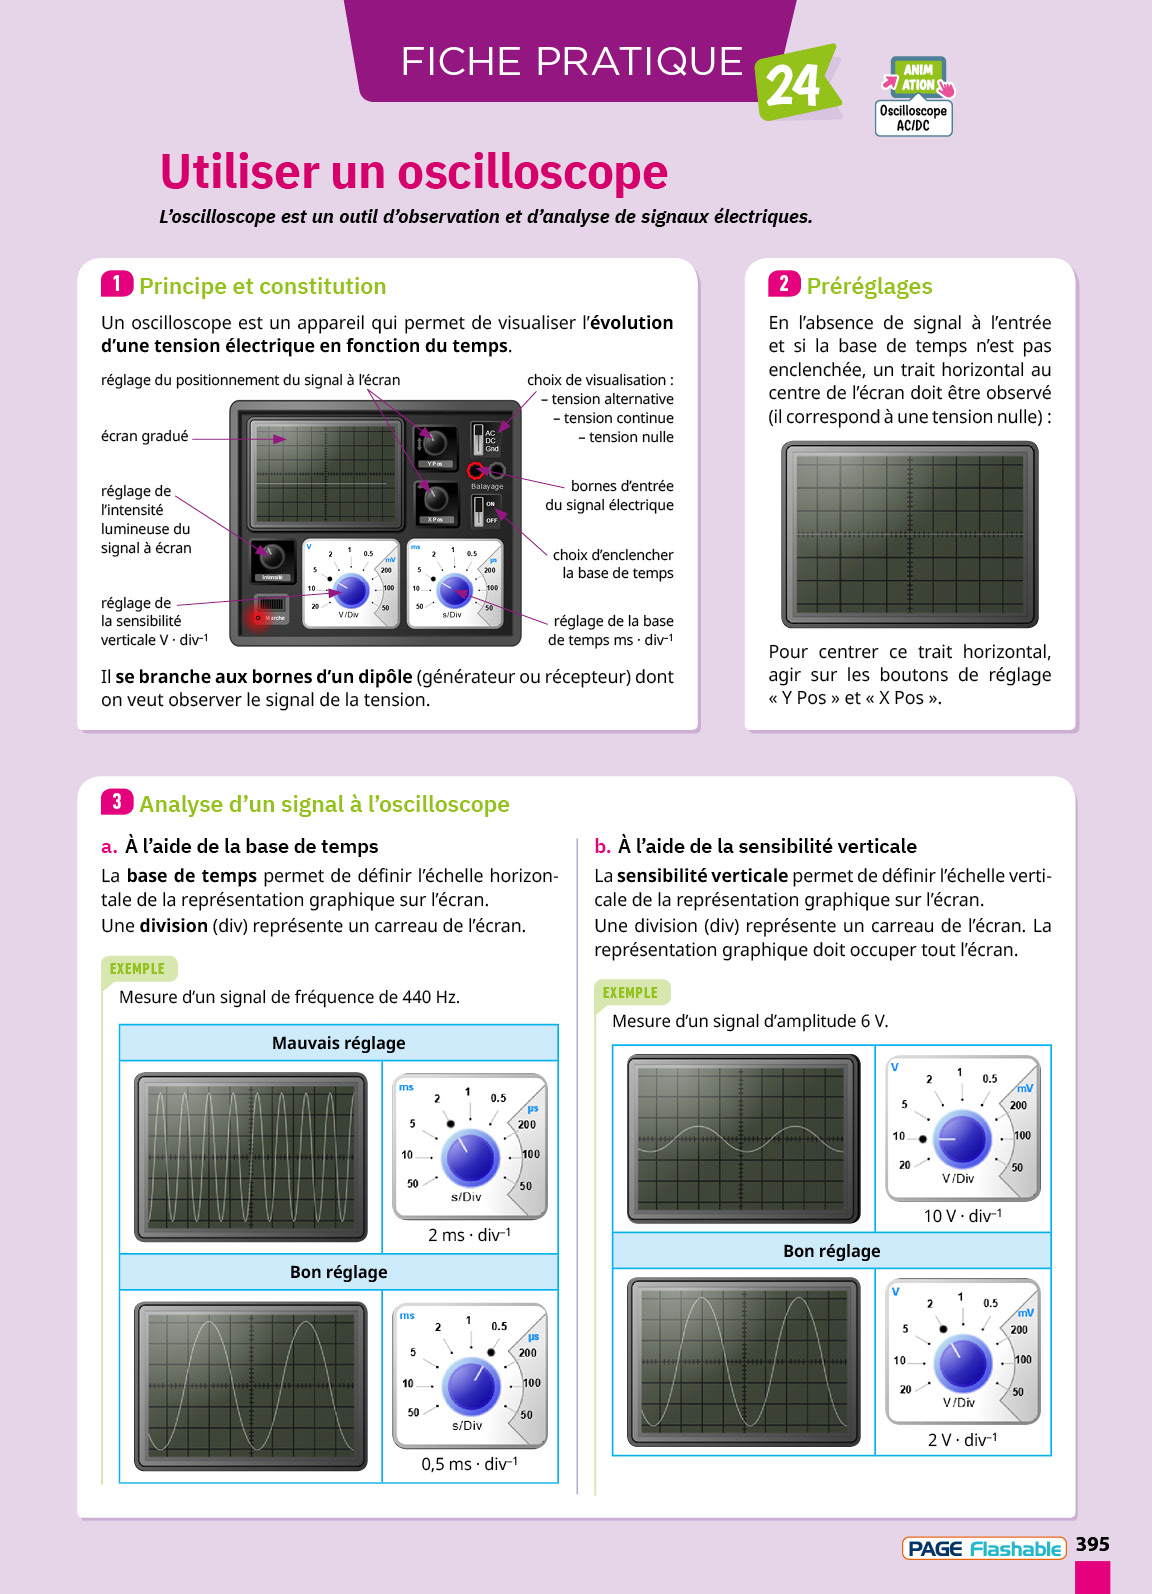 FICHE PRATIQUE
24
ANIM
ATION
Oscilloscope
AC/DC
Utiliser un oscilloscope
L'oscilloscope est un outil d'observation et d'analyse de signaux électriques.
1 Principe et constitution
Un oscilloscope est un appareil qui permet de visualiser l'évolution
d'une tension électrique en fonction du temps.
réglage du positionnement du signal à l'écran
écran gradué
réglage de
l'intensité
lumineuse du
signal à écran
réglage de
la sensibilité
verticale V · div–1
choix de visualisation :
– tension alternative
– tension continue
– tension nulle
bornes d'entrée
du signal électrique
choix d'enclencher
la base de temps
réglage de la base
de temps ms · div–1
Y Pos
X Pos
AC
DC
Gnd
Balayage
ON
OFF
Intensité
Marche
V
2
1
0.5
mV
5
200
10
100
20
50
V/Div
ms
2
1
0.5
µs
5
200
10
100
50
50
s/Div
Il se branche aux bornes d'un dipôle (générateur ou récepteur) dont
on veut observer le signal de la tension.
2 Préréglages
En l'absence de signal à l'entrée
et si la base de temps n'est pas
enclenchée, un trait horizontal au
centre de l'écran doit être observé
(il correspond à une tension nulle) :
Pour centrer ce trait horizontal,
agir sur les boutons de réglage
« Y Pos » et « X Pos ».
3 Analyse d'un signal à l'oscilloscope
a. À l'aide de la base de temps
La base de temps permet de définir l'échelle horizon-
tale de la représentation graphique sur l'écran.
Une division (div) représente un carreau de l'écran.
EXEMPLE
Mesure d'un signal de fréquence de 440 Hz.
Mauvais réglage
ms
2
1
0.5
µs
5
200
10
100
50
50
s/Div
2 ms · div–1
Bon réglage
ms
2
1
0.5
µs
5
200
10
100
50
50
s/Div
0,5 ms · div–1
b. À l'aide de la sensibilité verticale
La sensibilité verticale permet de définir l'échelle verti-
cale de la représentation graphique sur l'écran.
Une division (div) représente un carreau de l'écran. La
représentation graphique doit occuper tout l'écran.
EXEMPLE
Mesure d'un signal d'amplitude 6 V.
V
2
1
0.5
mV
5
200
10
100
20
50
V/Div
10 V · div–1
Bon réglage
V
2
1
0.5
mV
5
200
10
100
20
50
V/Div
2 V · div–1
PAGE Flashable
395